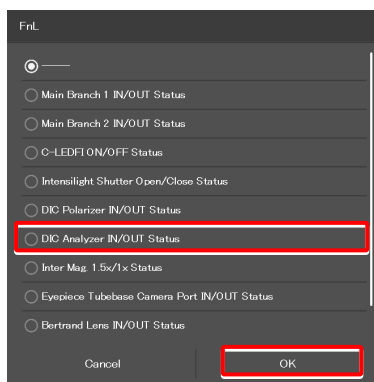 FnL
——
Main Branch 1 IN/OUT Status
Main Branch 2 IN/OUT Status
C-LEDFI ON/OFF Status
Intensilight Shutter Open/Close Status
DIC Polarizer IN/OUT Status
DIC Analyzer IN/OUT Status
Inter Mag. 1.5x/1x Status
Eyepiece Tubebase Camera Port IN/OUT Status
Bertrand Lens IN/OUT Status
Cancel
OK